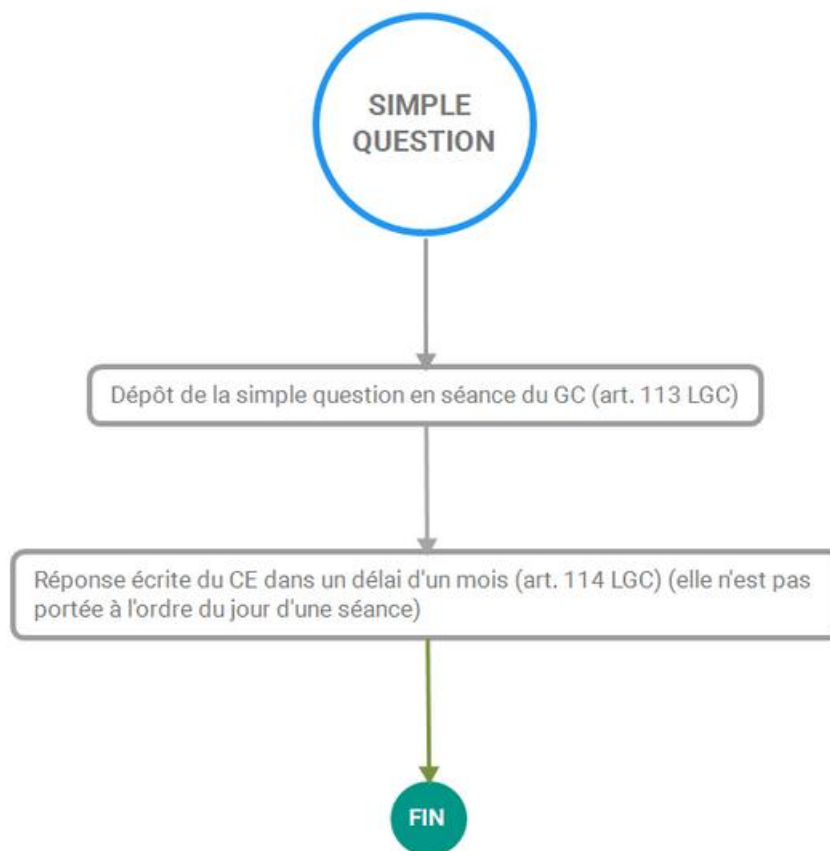 SIMPLE
QUESTION
Dépôt de la simple question en séance du GC (art. 113 LGC)
Réponse écrite du CE dans un délai d'un mois (art. 114 LGC) (elle n'est pas
portée à l'ordre du jour d'une séance)
FIN